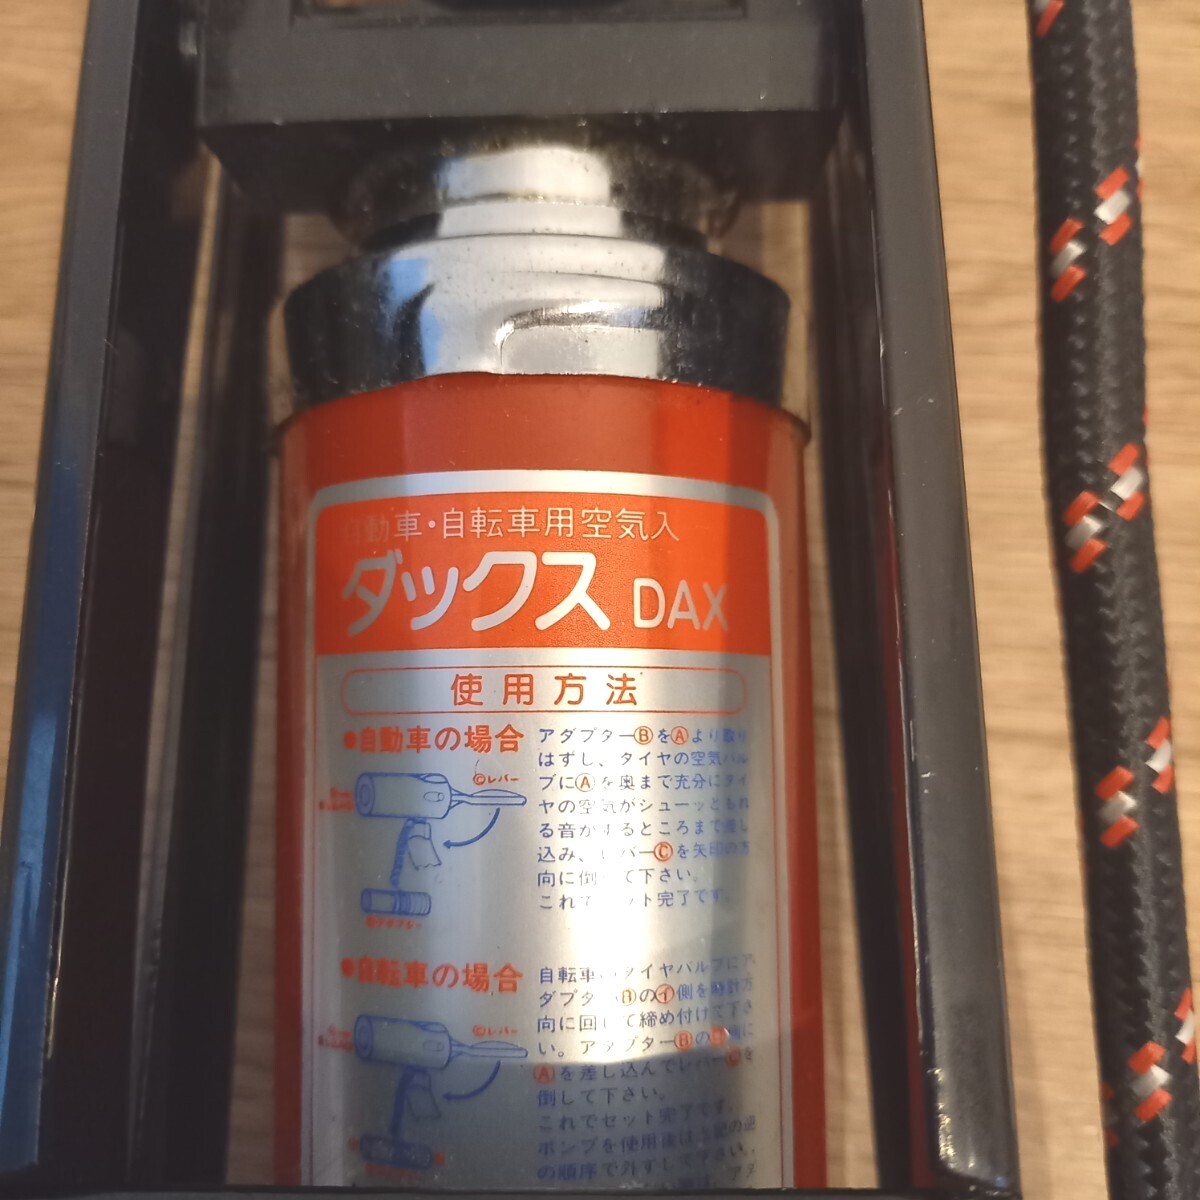 自動車・自転車用空気入
ダックス DAX
使用方法
●自動車の場合
アダプターⒷをⒶより取り
はずし、タイヤの空気バル
ブにⒶを奥まで充分にタイ
ヤの空気がシューッともれ
る音がするところまで差し
込み、レバーⒸを矢印の方
向に倒して下さい。
これでセット完了です。
Ⓒレバー
●自転車の場合
自転車のタイヤバルブにア
ダプターⒷの㋑側を時計方
向に回して締め付けて下さ
い。アダプターⒷの側に
Ⓐを差し込んでレバーⒸを
倒して下さい。
これでセット完了です。
ポンプを使用後は上記の逆
の順序で外すして下さい。
Ⓒレバー